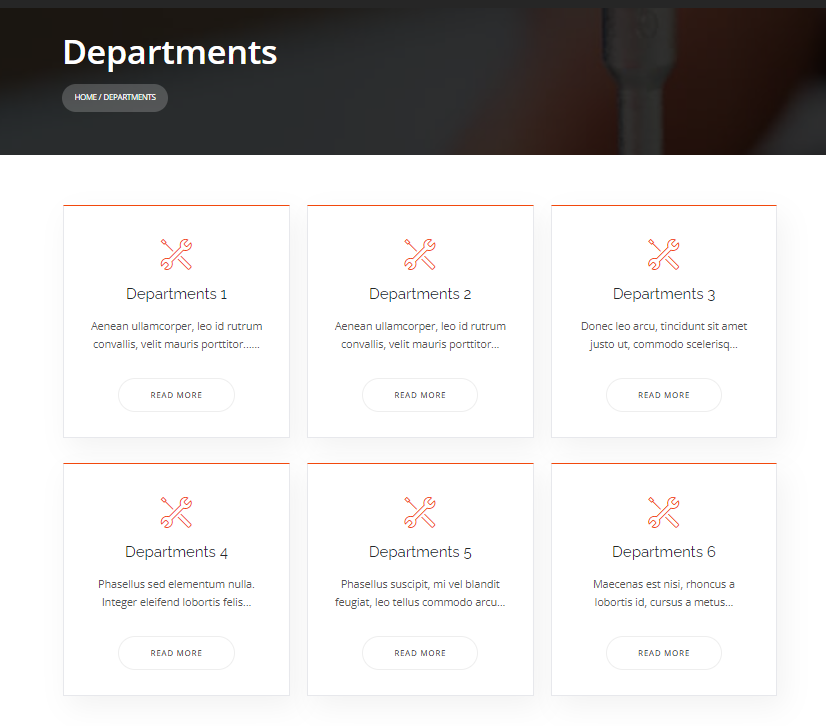 Departments
HOME / DEPARTMENTS
Departments 1
Aenean ullamcorper, leo id rutrum
convallis, velit mauris porttitor......
READ MORE
Departments 2
Aenean ullamcorper, leo id rutrum
convallis, velit mauris porttitor...
READ MORE
Departments 3
Donec leo arcu, tincidunt sit amet
justo ut, commodo scelerisq...
READ MORE
Departments 4
Phasellus sed elementum nulla.
Integer eleifend lobortis felis...
READ MORE
Departments 5
Phasellus suscipit, mi vel blandit
feugiat, leo tellus commodo arcu...
READ MORE
Departments 6
Maecenas est nisi, rhoncus a
lobortis id, cursus a metus...
READ MORE